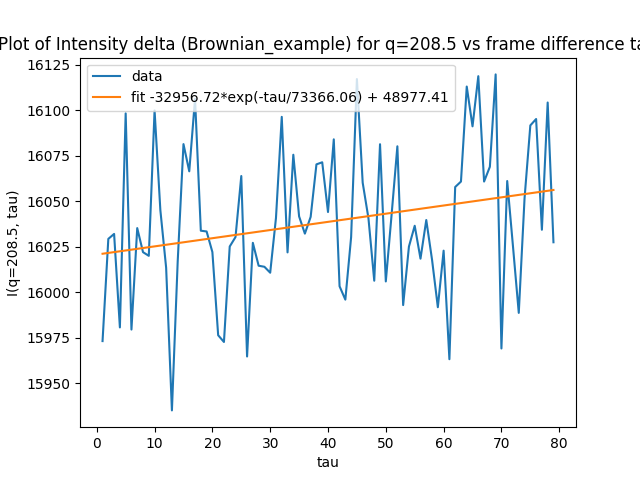 Plot of Intensity delta (Brownian_example) for q=208.5 vs frame difference ta
16125
16100
16075
16050
16025
16000
15975
15950
I(q=208.5, tau)
data
fit -32956.72*exp(-tau/73366.06) + 48977.41
0 10 20 30 40 50 60 70 80
tau